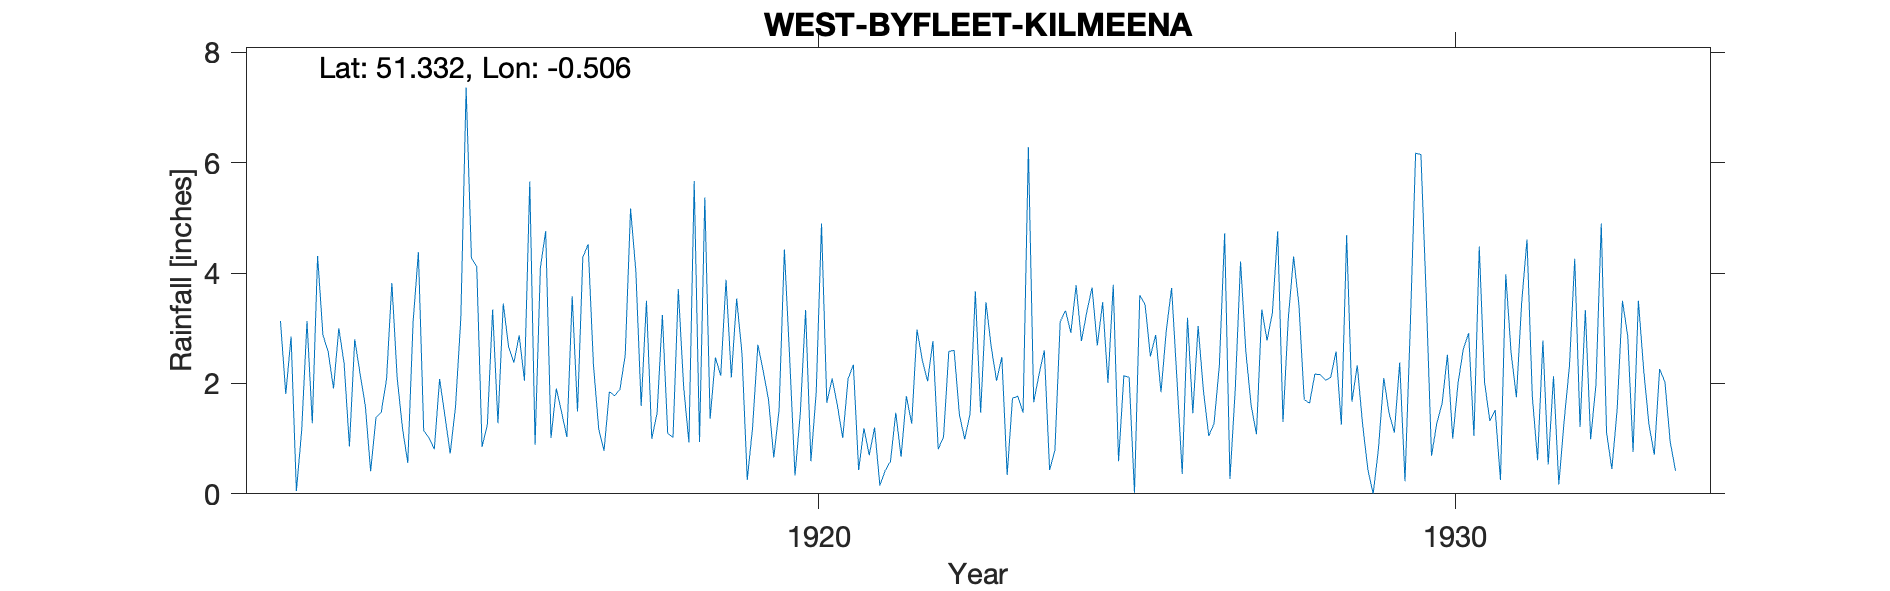 WEST-BYFLEET-KILMEENA
Lat: 51.332, Lon: -0.506
8
6
4
2
0
Rainfall [inches]
1920 1930
Year